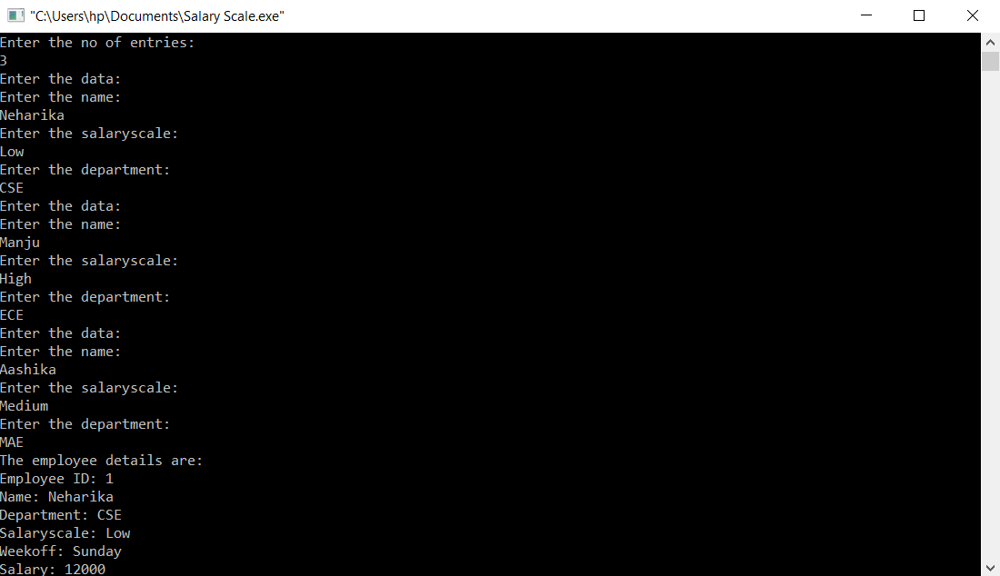 "C:\Users\hp\Documents\Salary Scale.exe"
Enter the no of entries:
3
Enter the data:
Enter the name:
Neharika
Enter the salaryscale:
Low
Enter the department:
CSE
Enter the data:
Enter the name:
Manju
Enter the salaryscale:
High
Enter the department:
ECE
Enter the data:
Enter the name:
Aashika
Enter the salaryscale:
Medium
Enter the department:
MAE
The employee details are:
Employee ID: 1
Name: Neharika
Department: CSE
Salaryscale: Low
Weekoff: Sunday
Salary: 12000